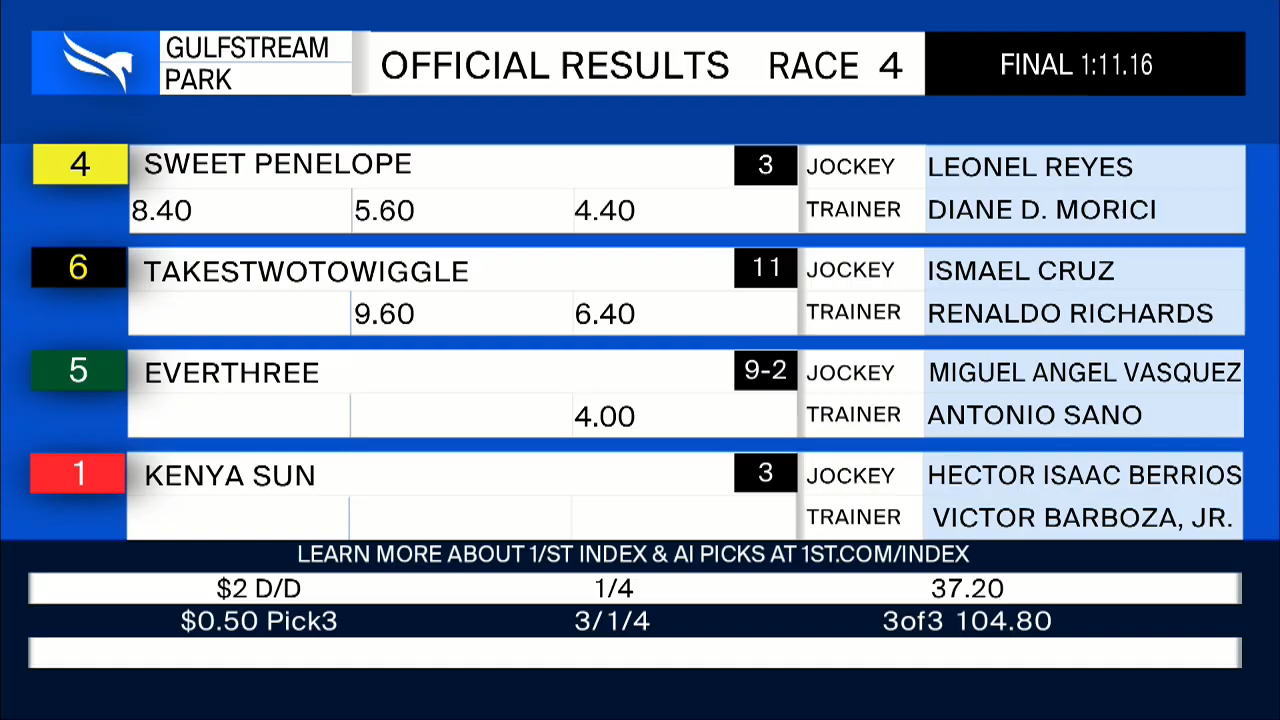 GULFSTREAM PARK
OFFICIAL RESULTS RACE 4
FINAL 1:11.16
4 SWEET PENELOPE 3 JOCKEY LEONEL REYES
8.40 5.60 4.40 TRAINER DIANE D. MORICI
6 TAKESTWOTOWIGGLE 11 JOCKEY ISMAEL CRUZ
9.60 6.40 TRAINER RENALDO RICHARDS
5 EVERTHREE 9-2 JOCKEY MIGUEL ANGEL VASQUEZ
4.00 TRAINER ANTONIO SANO
1 KENYA SUN 3 JOCKEY HECTOR ISAAC BERRIOS
TRAINER VICTOR BARBOZA, JR.
LEARN MORE ABOUT 1/ST INDEX & AI PICKS AT 1ST.COM/INDEX
$2 D/D 1/4 37.20
$0.50 Pick3 3/1/4 3of3 104.80